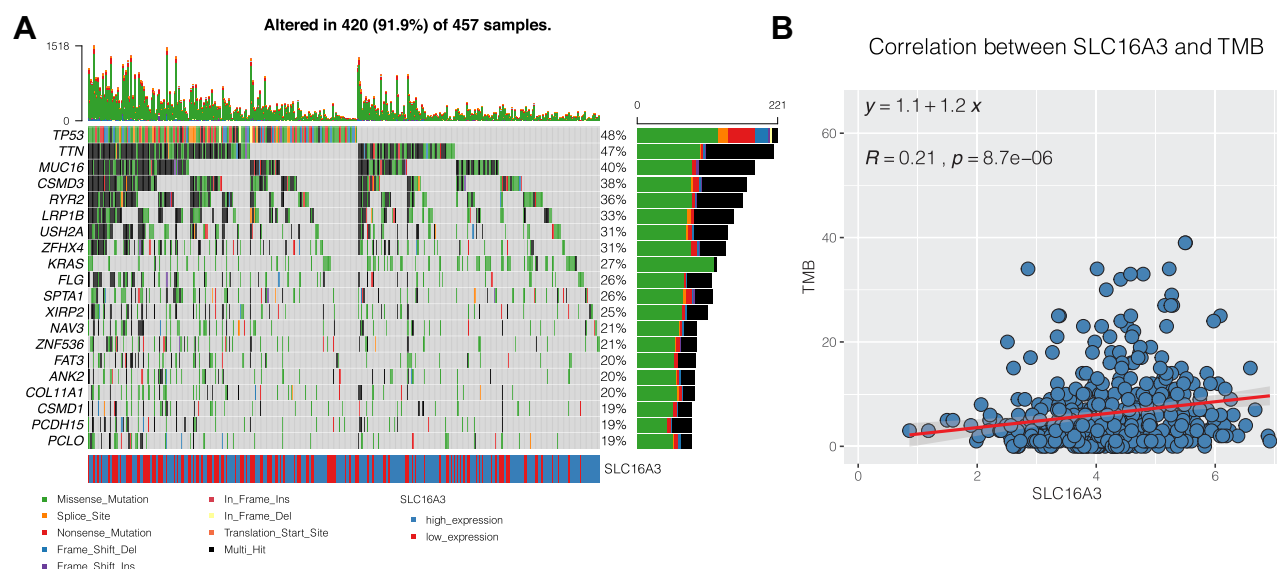 A
Altered in 420 (91.9%) of 457 samples.
1518
0
0
221
TP53
48%
TTN
47%
MUC16
40%
CSMD3
38%
RYR2
36%
LRP1B
33%
USH2A
31%
ZFHX4
31%
KRAS
27%
FLG
26%
SPTA1
26%
XIRP2
25%
NAV3
21%
ZNF536
21%
FAT3
20%
ANK2
20%
COL11A1
20%
CSMD1
19%
PCDH15
19%
PCLO
19%
SLC16A3
Missense_Mutation
Splice_Site
Nonsense_Mutation
Frame_Shift_Del
Frame_Shift_Ins
In_Frame_Ins
In_Frame_Del
Translation_Start_Site
Multi_Hit
SLC16A3
high_expression
low_expression
B
Correlation between SLC16A3 and TMB
y = 1.1 + 1.2 x
R = 0.21 , p = 8.7e−06
60
40
20
0
TMB
0
2
4
6
SLC16A3